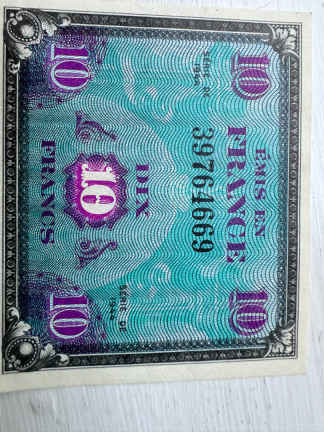 10 ÉMIS EN 10
FRANCE
SÉRIE DE
1944
39764669
DIX
10
FRANCS
SÉRIE DE
1944
10 10